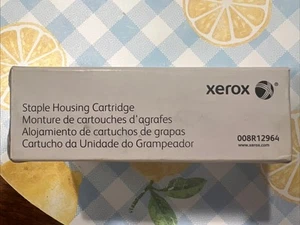 xerox
Staple Housing Cartridge
Monture de cartouches d'agrafes
Alojamiento de cartuchos de grapas
Cartucho da Unidade do Grampeador
008R12964
www.xerox.com